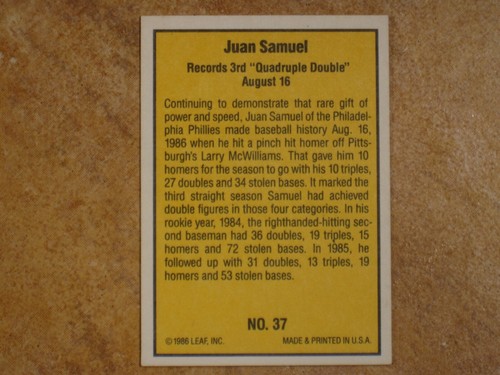 Juan Samuel
Records 3rd "Quadruple Double"
August 16
Continuing to demonstrate that rare gift of
power and speed, Juan Samuel of the Philadel-
phia Phillies made baseball history Aug. 16,
1986 when he hit a pinch hit homer off Pitts-
burgh's Larry McWilliams. That gave him 10
homers for the season to go with his 10 triples,
27 doubles and 34 stolen bases. It marked the
third straight season Samuel had achieved
double figures in those four categories. In his
rookie year, 1984, the righthanded-hitting sec-
ond baseman had 36 doubles, 19 triples, 15
homers and 72 stolen bases. In 1985, he
followed up with 31 doubles, 13 triples, 19
homers and 53 stolen bases.
NO. 37
©1986 LEAF, INC. MADE & PRINTED IN U.S.A.